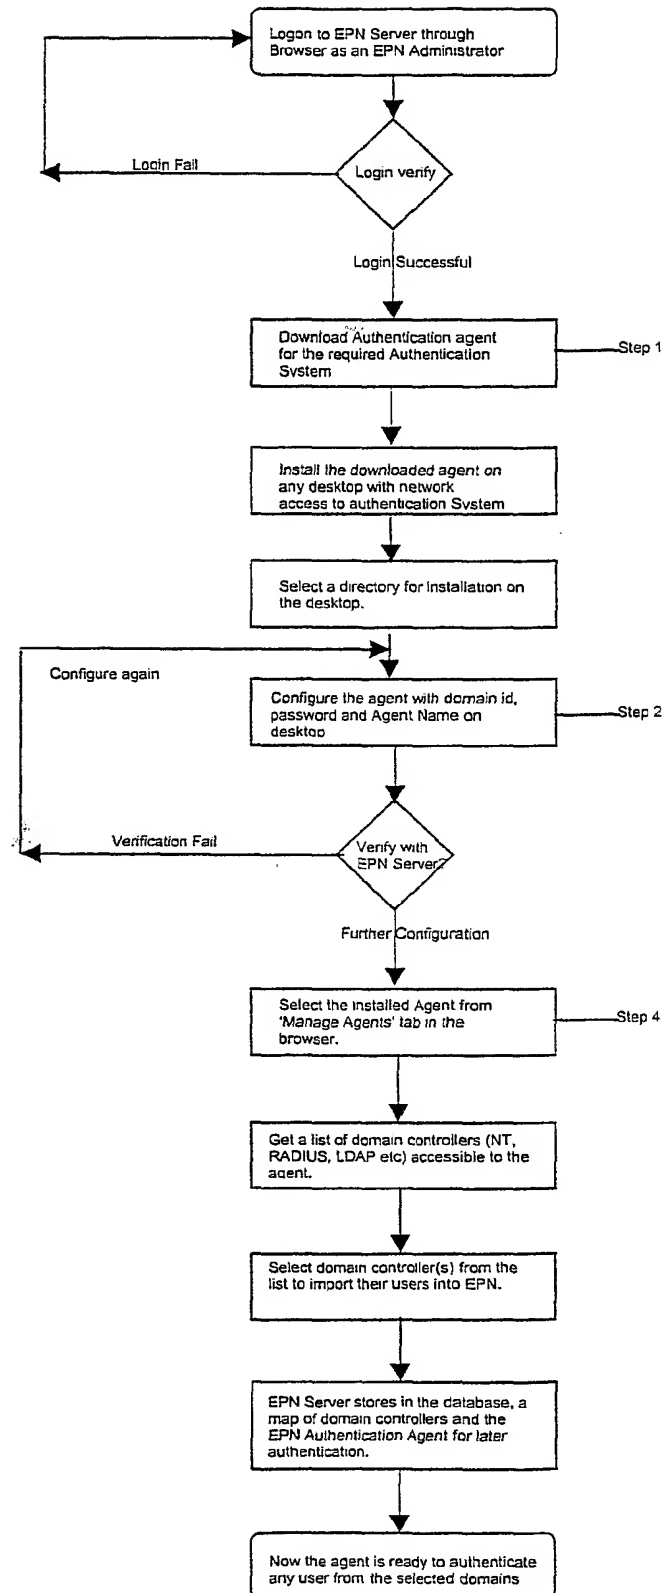 Logon to EPN Server through
Browser as an EPN Administrator
Login Fail
Login verify
Login Successful
Download Authentication agent
for the required Authentication
System
Step 1
Install the downloaded agent on
any desktop with network
access to authentication System
Select a directory for Installation on
the desktop.
Configure again
Configure the agent with domain id,
password and Agent Name on
desktop
Step 2
Verification Fail
Verify with
EPN Server?
Further Configuration
Select the installed Agent from
'Manage Agents' tab in the
browser.
Step 4
Get a list of domain controllers (NT,
RADIUS, LDAP etc) accessible to the
agent.
Select domain controller(s) from the
list to import their users into EPN.
EPN Server stores in the database, a
map of domain controllers and the
EPN Authentication Agent for later
authentication.
Now the agent is ready to authenticate
any user from the selected domains